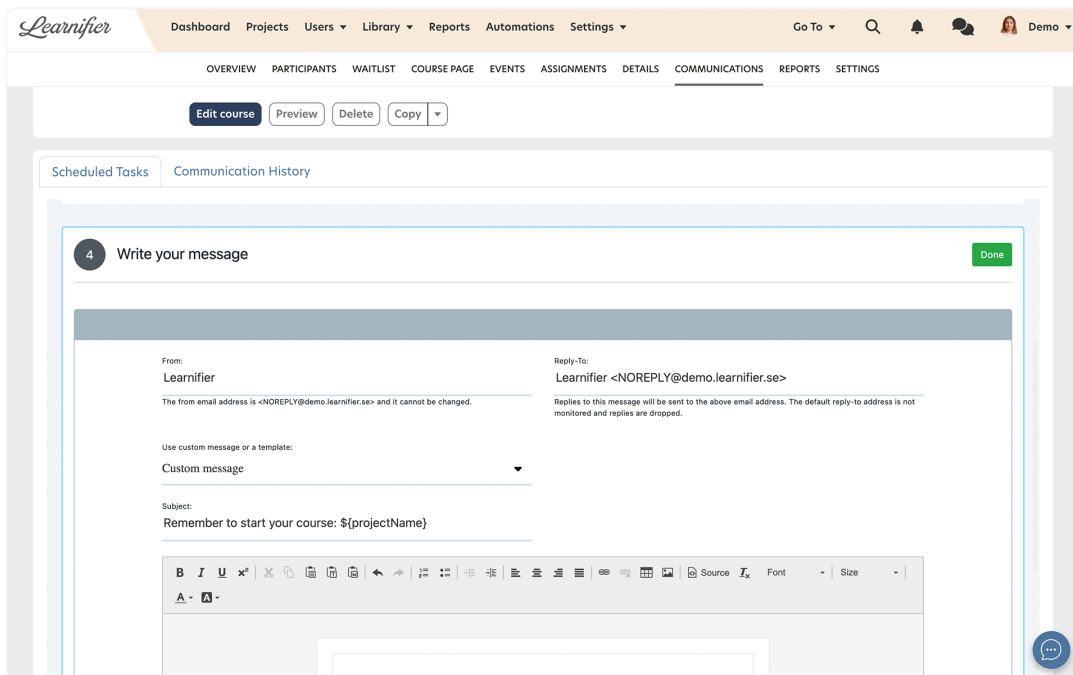 Learnifier
Dashboard Projects Users Library Reports Automations Settings Go To Demo
OVERVIEW PARTICIPANTS WAITLIST COURSE PAGE EVENTS ASSIGNMENTS DETAILS COMMUNICATIONS REPORTS SETTINGS
Edit course Preview Delete Copy
Scheduled Tasks Communication History
4 Write your message Done
From: Reply-To:
Learnifier Learnifier <NOREPLY@demo.learnifier.se>
The from email address is <NOREPLY@demo.learnifier.se> and it cannot be changed. Replies to this message will be sent to the above email address. The default reply-to address is not
monitored and replies are dropped.
Use custom message or a template:
Custom message
Subject:
Remember to start your course: ${projectName}
B I U x² Source Ix Font Size
A A